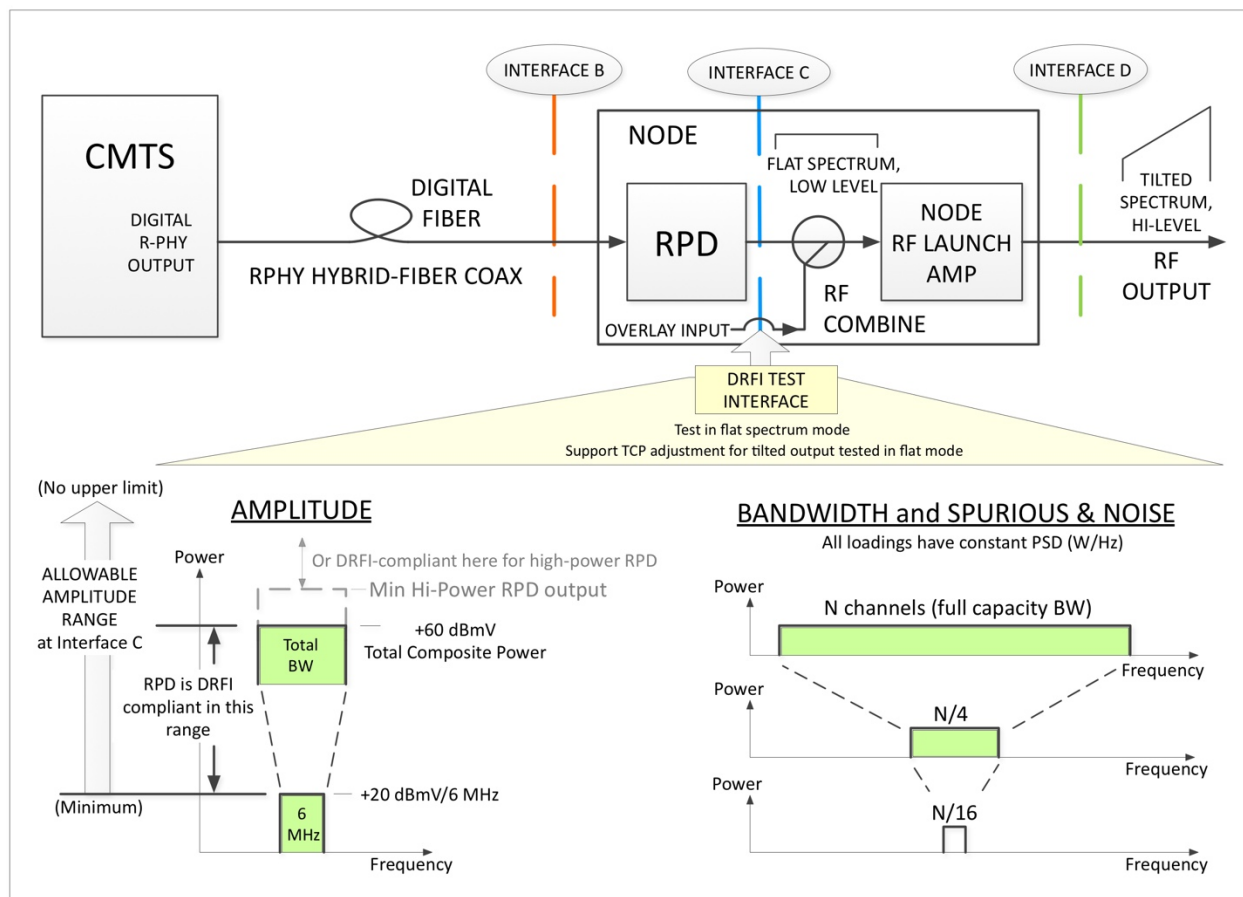 INTERFACE B
INTERFACE C
INTERFACE D
CMTS
DIGITAL
R-PHY
OUTPUT
DIGITAL
FIBER
RPHY HYBRID-FIBER COAX
NODE
FLAT SPECTRUM,
LOW LEVEL
RPD
NODE
RF LAUNCH
AMP
TILTED
SPECTRUM,
HI-LEVEL
RF
OUTPUT
RF
COMBINE
OVERLAY INPUT
DRFI TEST
INTERFACE
Test in flat spectrum mode
Support TCP adjustment for tilted output tested in flat mode
(No upper limit)
ALLOWABLE
AMPLITUDE
RANGE
at Interface C
(Minimum)
AMPLITUDE
Power
Or DRFI-compliant here for high-power RPD
Min Hi-Power RPD output
+60 dBmV
Total Composite Power
Total
BW
RPD is DRFI
compliant in this
range
+20 dBmV/6 MHz
6
MHz
Frequency
BANDWIDTH and SPURIOUS & NOISE
All loadings have constant PSD (W/Hz)
Power
N channels (full capacity BW)
Frequency
Power
N/4
Frequency
Power
N/16
Frequency